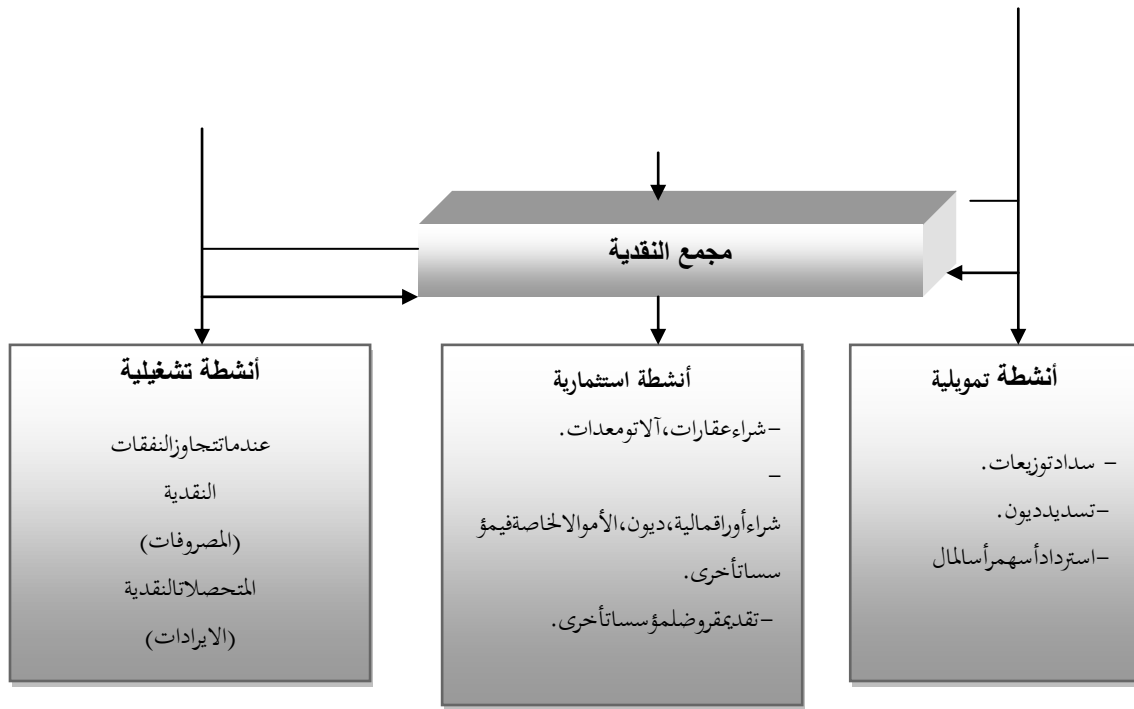 مجمع النقدية
أنشطة تمويلية
– سدادتوزيعات.
–تسديدديون.
–استردادأسهمرأسالمال
أنشطة استثمارية
–شراءعقارات،آلاتومعدات.
–
شراءأوراقمالية،ديون،الأموالالخاصةفيمؤ
سساتأخرى.
–تقديمقروضلمؤسساتأخرى.
أنشطة تشغيلية
عندماتتجاوزالنفقات
النقدية
(المصروفات)
المتحصلاتالنقدية
(الايرادات)